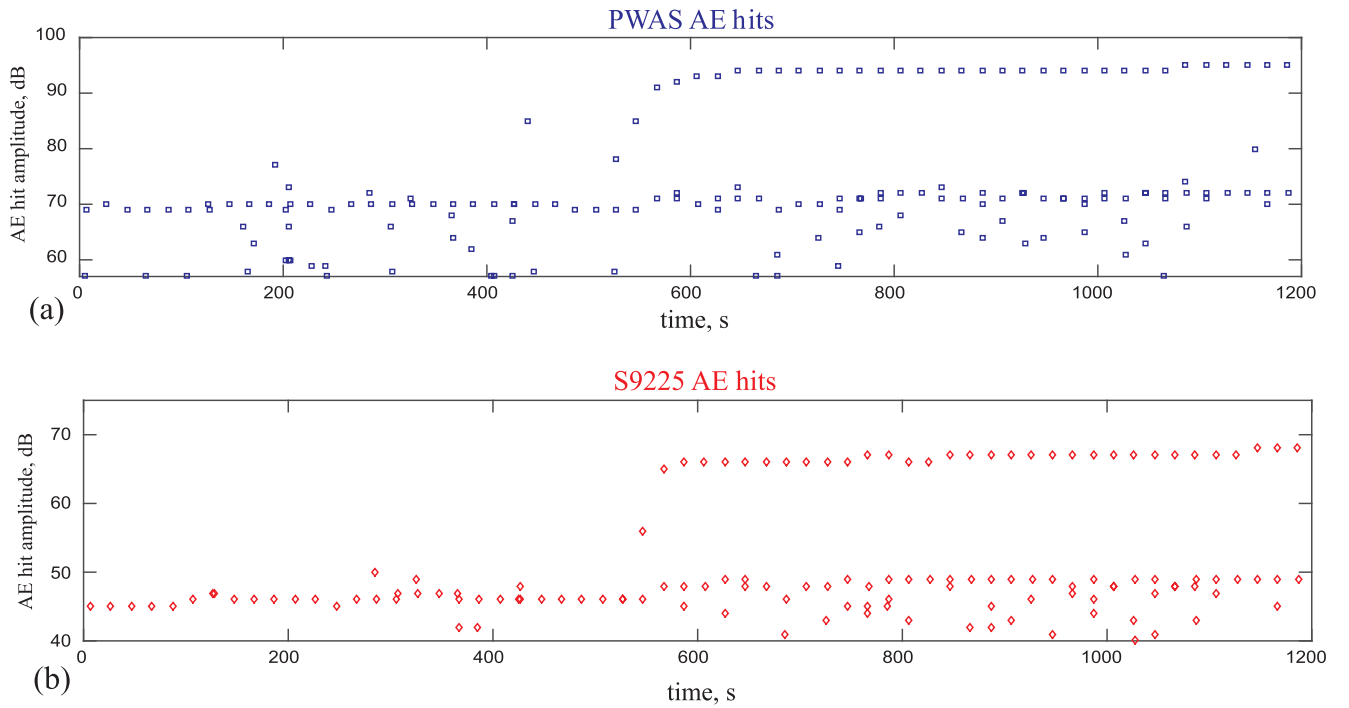 PWAS AE hits
100
90
80
70
60
AE hit amplitude, dB
0 200 400 600 800 1000 1200
time, s
(a)
S9225 AE hits
70
60
50
40
AE hit amplitude, dB
0 200 400 600 800 1000 1200
time, s
(b)